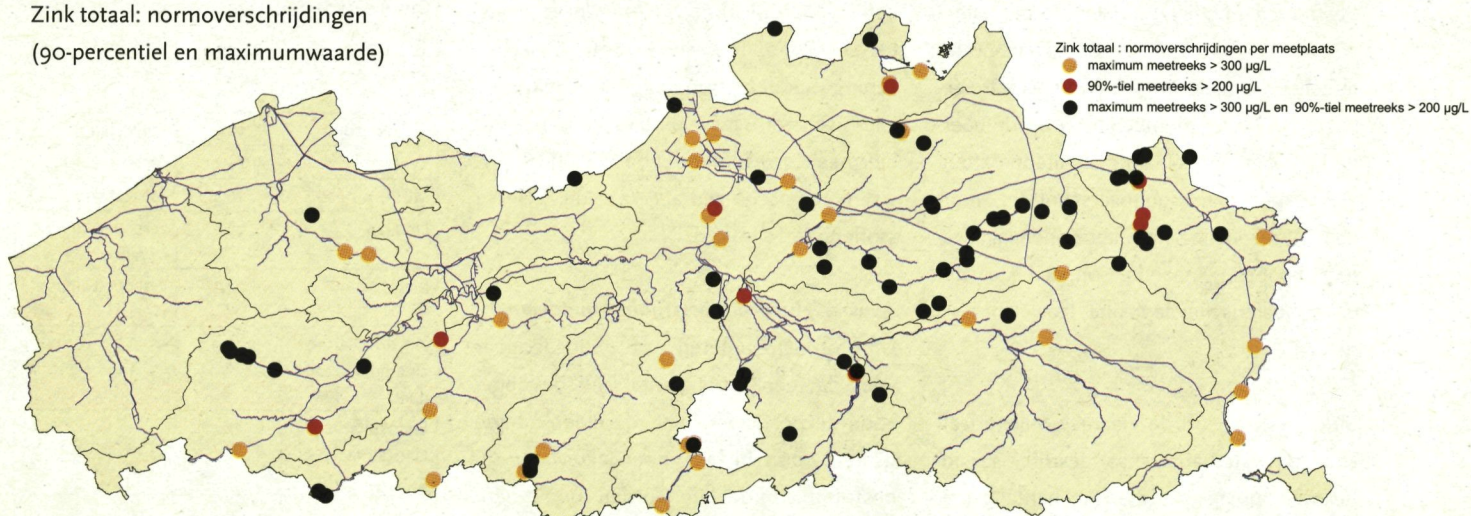 Zink totaal: normoverschrijdingen
(90-percentiel en maximumwaarde)
Zink totaal : normoverschrijdingen per meetplaats
maximum meetreeks > 300 µg/L
90%-tiel meetreeks > 200 µg/L
maximum meetreeks > 300 µg/L en 90%-tiel meetreeks > 200 µg/L